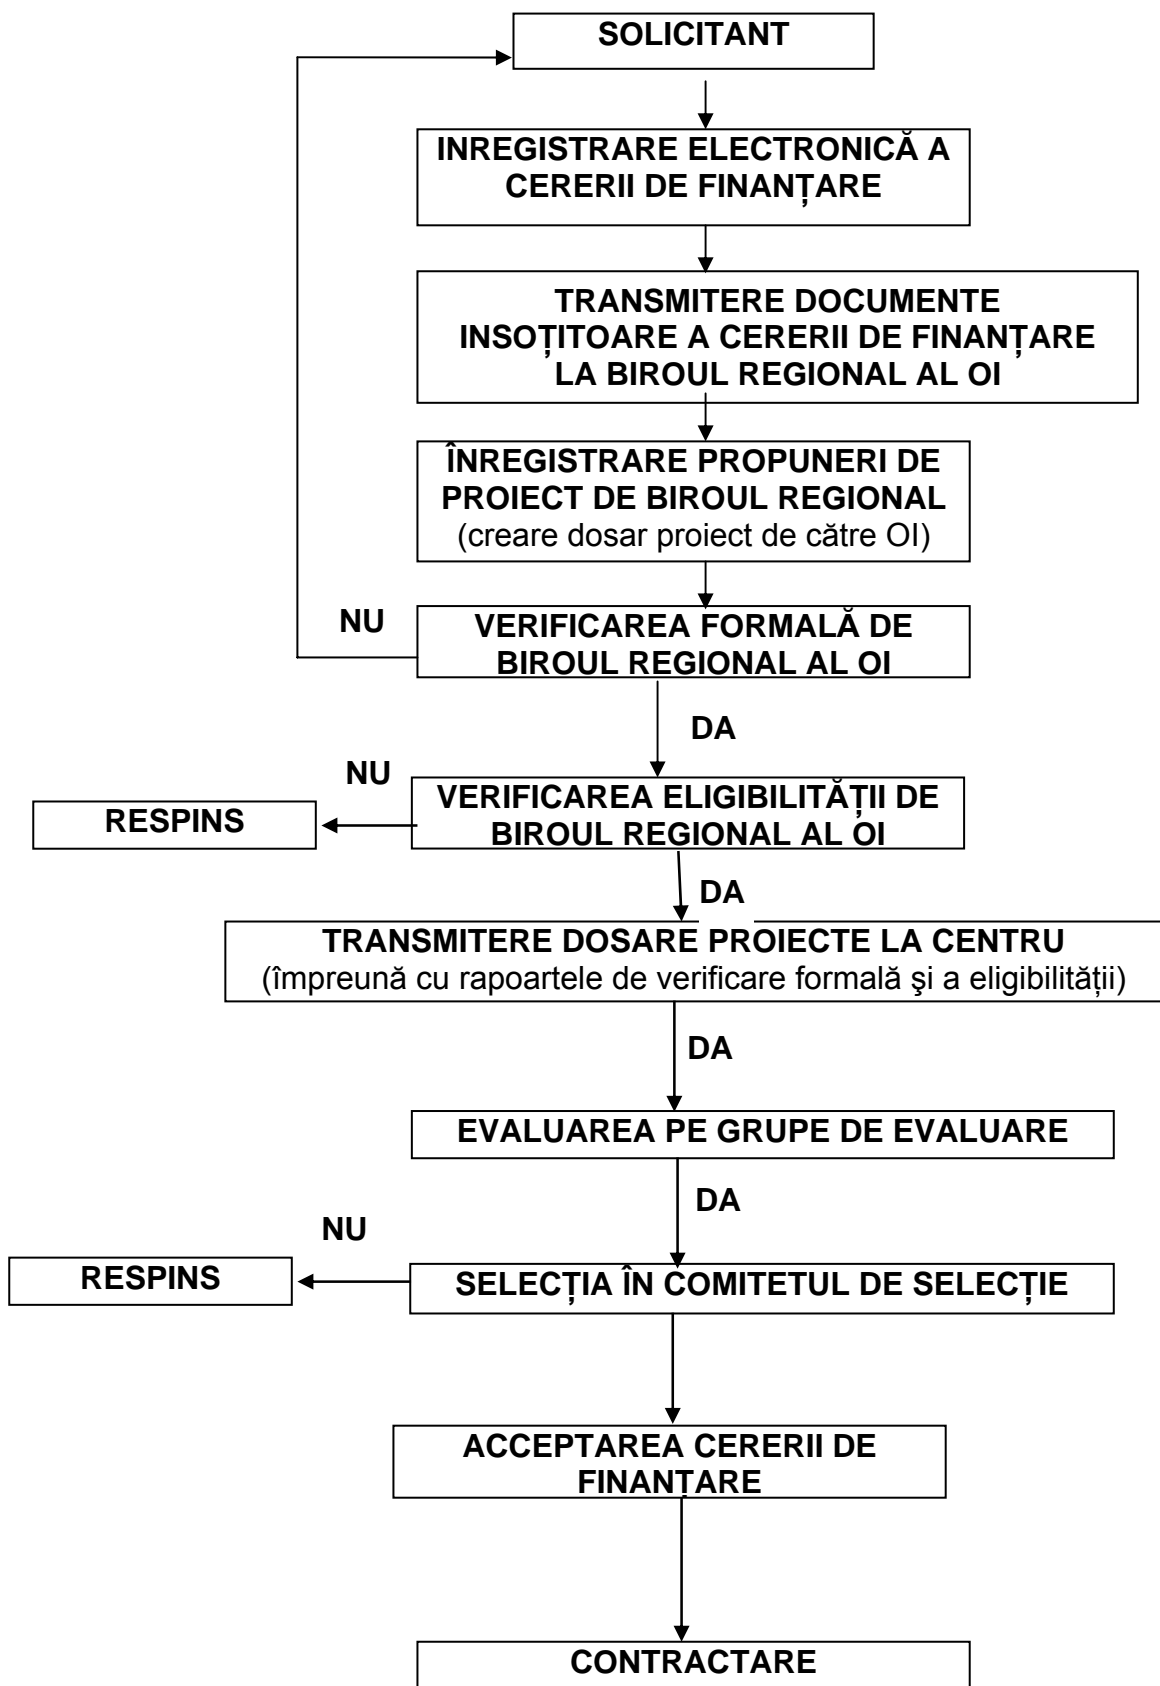 SOLICITANT
INREGISTRARE ELECTRONICĂ A
CERERII DE FINANȚARE
TRANSMITERE DOCUMENTE
INSOȚITOARE A CERERII DE FINANȚARE
LA BIROUL REGIONAL AL OI
ÎNREGISTRARE PROPUNERI DE
PROIECT DE BIROUL REGIONAL
(creare dosar proiect de către OI)
NU
VERIFICAREA FORMALĂ DE
BIROUL REGIONAL AL OI
DA
NU
VERIFICAREA ELIGIBILITĂȚII DE
BIROUL REGIONAL AL OI
RESPINS
DA
TRANSMITERE DOSARE PROIECTE LA CENTRU
(împreună cu rapoartele de verificare formală şi a eligibilității)
DA
EVALUAREA PE GRUPE DE EVALUARE
DA
NU
RESPINS
SELECȚIA ÎN COMITETUL DE SELECȚIE
ACCEPTAREA CERERII DE
FINANȚARE
CONTRACTARE